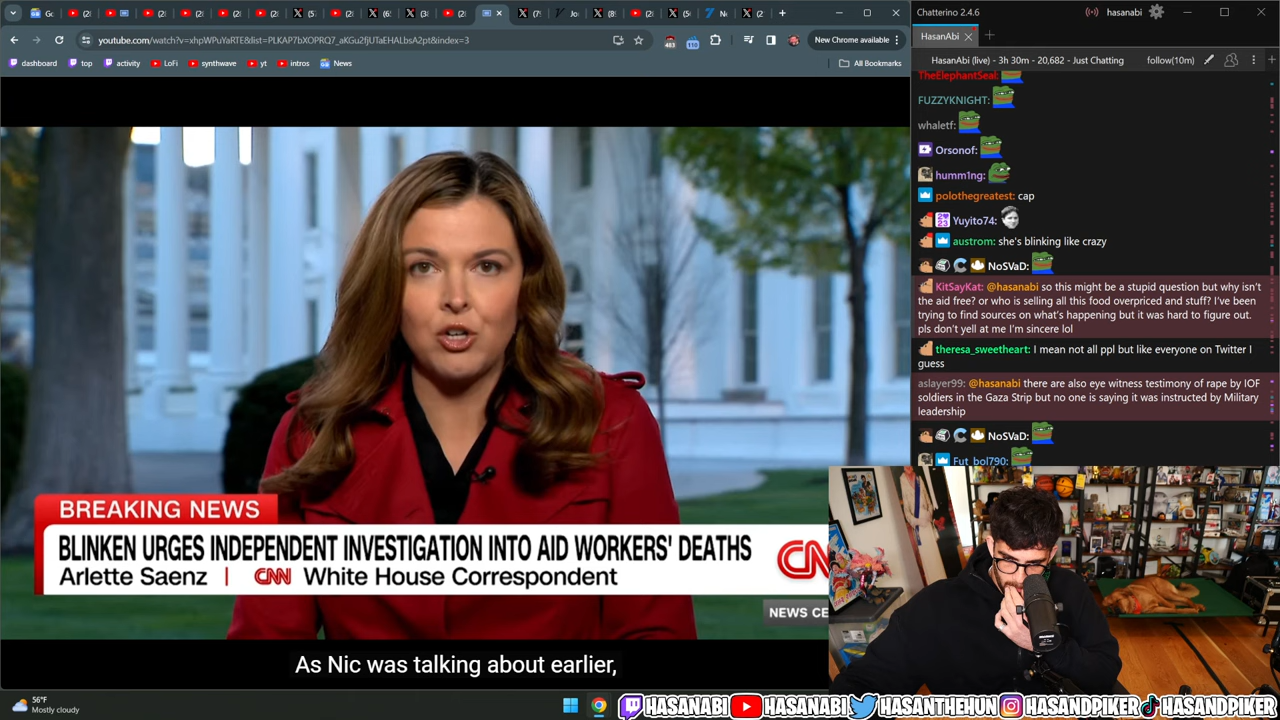 Chatterino 2.4.6
hasanabi
youtube.com/watch?v=xhpWPuYaRTE&list=PLKAP7bXOPRQ7_aKGu2fjUTaEHALbsA2pt&index=3
483
110
New Chrome available
HasanAbi
dashboard
top
activity
LoFi
synthwave
yt
intros
News
All Bookmarks
HasanAbi (live) - 3h 30m - 20,682 - Just Chatting
follow(10m)
TheElephantSeal:
FUZZYKNIGHT:
whaletf:
Orsonof:
humm1ng:
polothegreatest: cap
Yuyito74:
austrom: she's blinking like crazy
NoSVaD:
KitSayKat: @hasanabi so this might be a stupid question but why isn't
the aid free? or who is selling all this food overpriced and stuff? I've been
trying to find sources on what's happening but it was hard to figure out.
pls don't yell at me I'm sincere lol
theresa_sweetheart: I mean not all ppl but like everyone on Twitter I
guess
aslayer99: @hasanabi there are also eye witness testimony of rape by IOF
soldiers in the Gaza Strip but no one is saying it was instructed by Military
leadership
NoSVaD:
Fut_bol790:
BREAKING NEWS
BLINKEN URGES INDEPENDENT INVESTIGATION INTO AID WORKERS' DEATHS
Arlette Saenz | CNN White House Correspondent
CN
NEWS CE
As Nic was talking about earlier,
56°F
Mostly cloudy
HASANABI
HASANABI
HASANTHEHUN
HASANDPIKER
HASANDPIKER